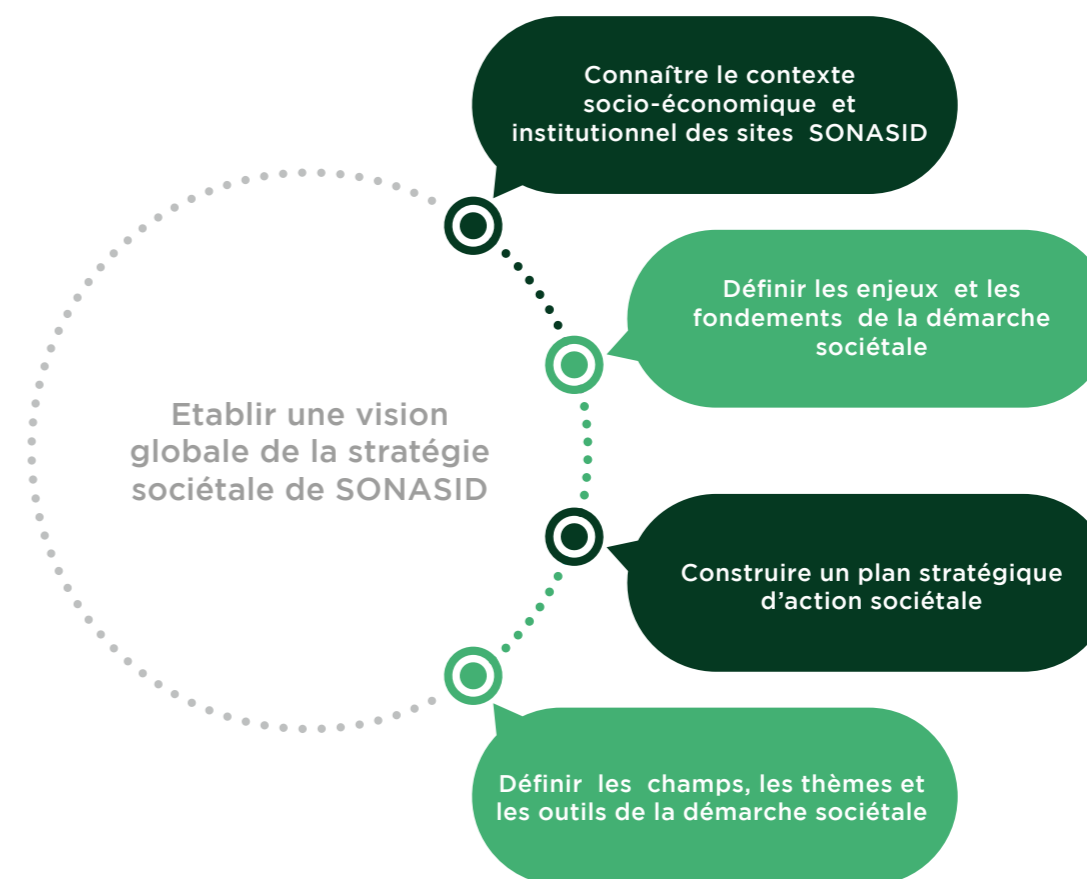 Connaître le contexte
socio-économique et
institutionnel des sites SONASID
Définir les enjeux et les
fondements de la démarche
sociétale
Etablir une vision
globale de la stratégie
sociétale de SONASID
Construire un plan stratégique
d’action sociétale
Définir les champs, les thèmes et
les outils de la démarche sociétale